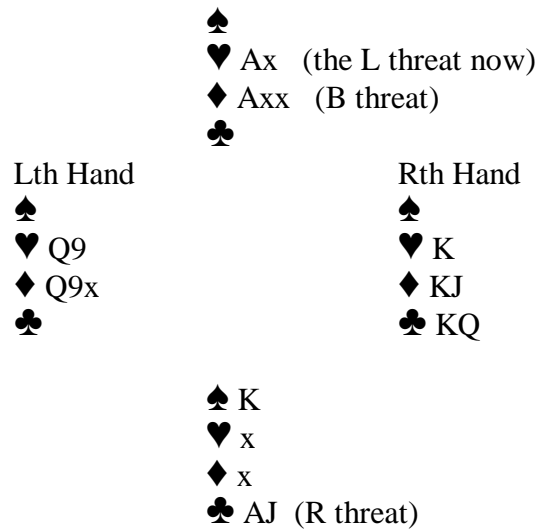 ♠
♥ Ax (the L threat now)
♦ Axx (B threat)
♣
Lth Hand Rth Hand
♠ ♠
♥ Q9 ♥ K
♦ Q9x ♦ KJ
♣ ♣ KQ
♠ K
♥ x
♦ x
♣ AJ (R threat)